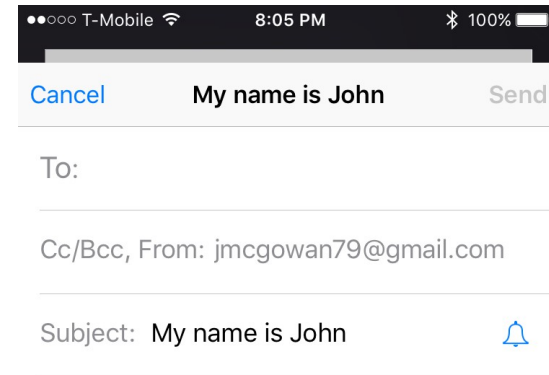 T-Mobile 8:05 PM 100%
Cancel My name is John Send
To:
Cc/Bcc, From: jmcgowan79@gmail.com
Subject: My name is John